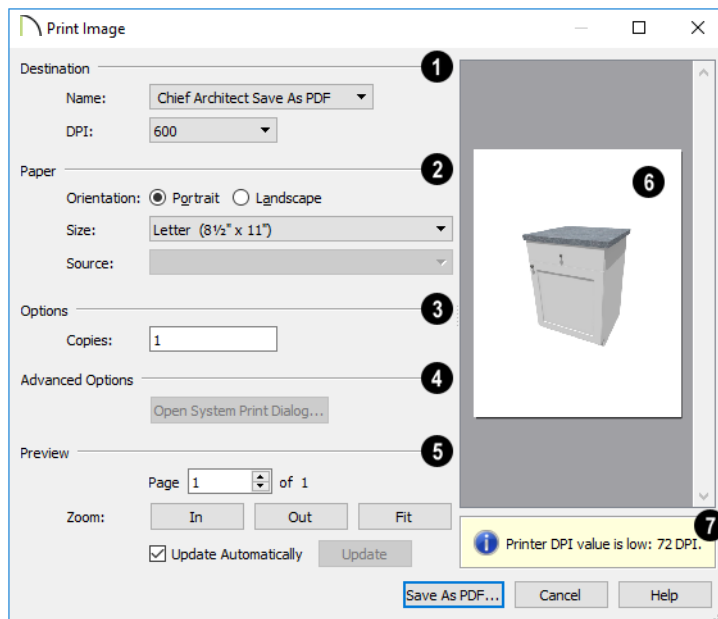 Print Image
Destination
1
Name: Chief Architect Save As PDF
DPI: 600
Paper
2
Orientation: Portrait Landscape
Size: Letter (8½" x 11")
Source:
Options
3
Copies: 1
Advanced Options
4
Open System Print Dialog...
Preview
5
Page 1 of 1
Zoom: In Out Fit
Update Automatically Update
6
7
Printer DPI value is low: 72 DPI.
Save As PDF... Cancel Help